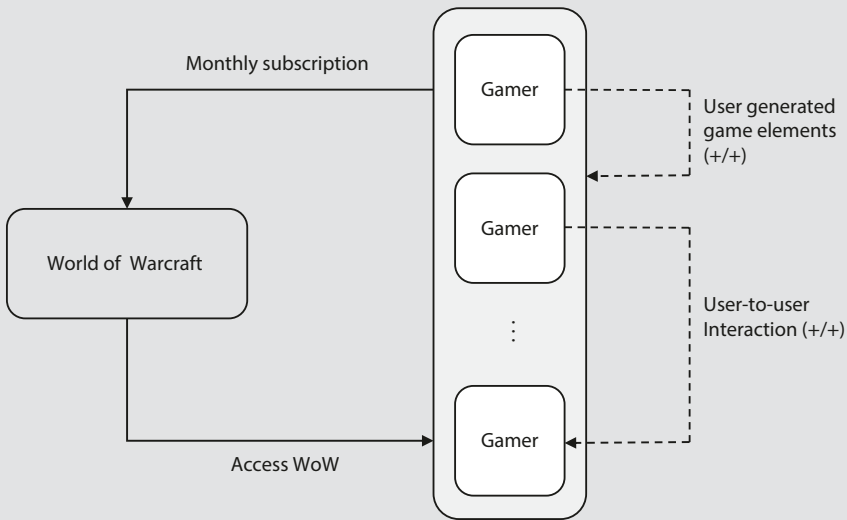 Monthly subscription
Gamer
User generated
game elements
(+/+)
World of Warcraft
Gamer
User-to-user
Interaction (+/+)
⋮
Gamer
Access WoW